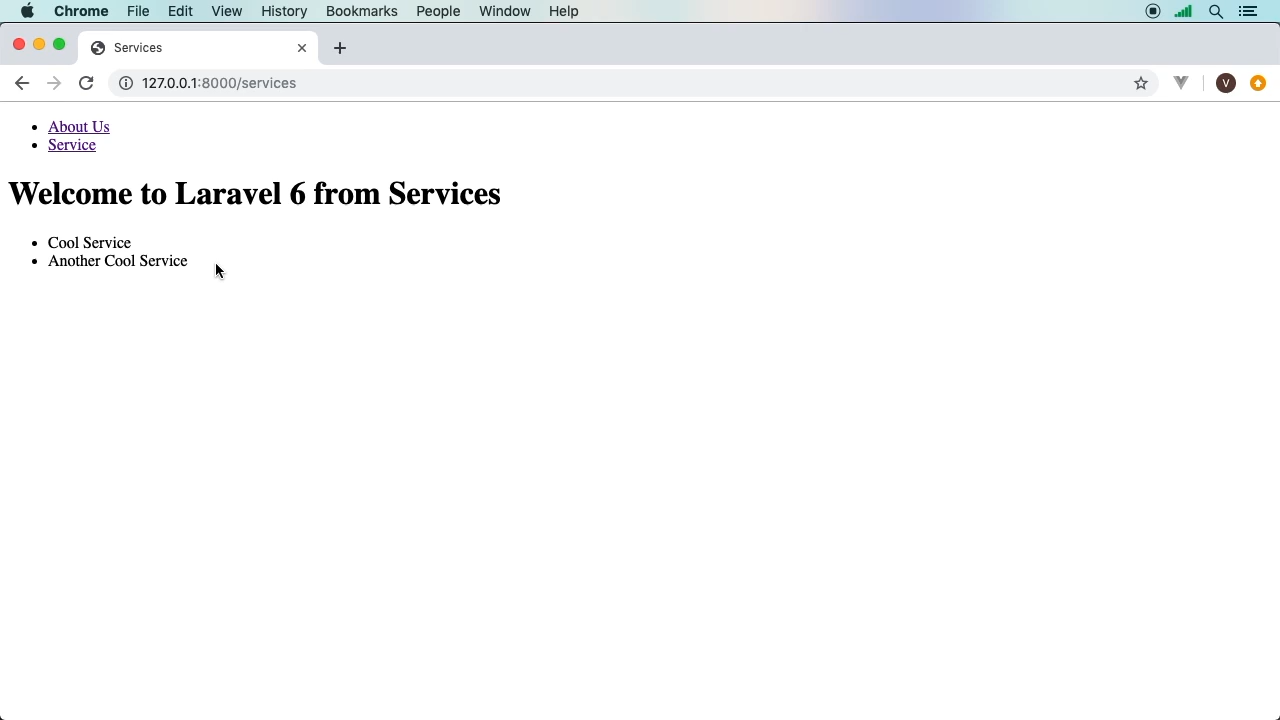 Chrome File Edit View History Bookmarks People Window Help
Services
127.0.0.1:8000/services
V
About Us
Service
Welcome to Laravel 6 from Services
Cool Service
Another Cool Service